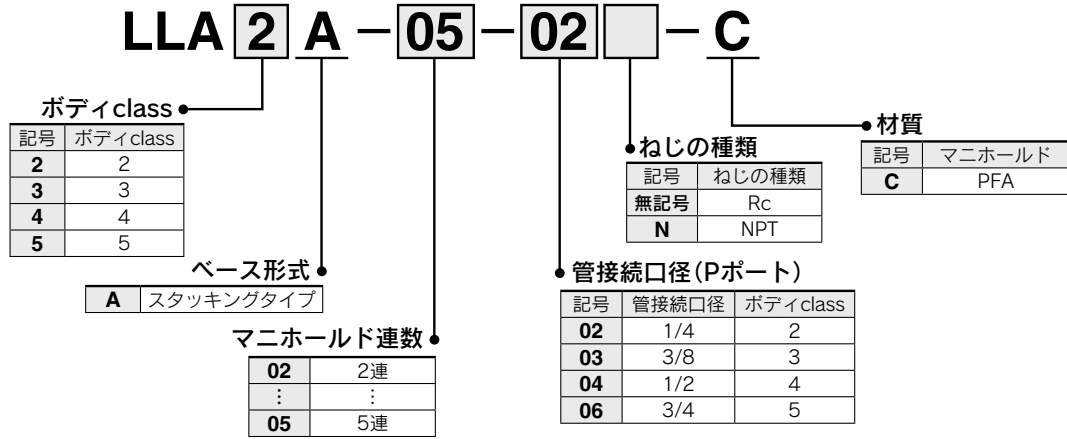 LLA 2 A － 05 － 02 － C
ボディclass
記号 ボディclass
2 2
3 3
4 4
5 5
ベース形式
A スタッキングタイプ
マニホールド連数
02 2連
⋮ ⋮
05 5連
ねじの種類
記号 ねじの種類
無記号 Rc
N NPT
管接続口径(Pポート)
記号 管接続口径 ボディclass
02 1/4 2
03 3/8 3
04 1/2 4
06 3/4 5
材質
記号 マニホールド
C PFA